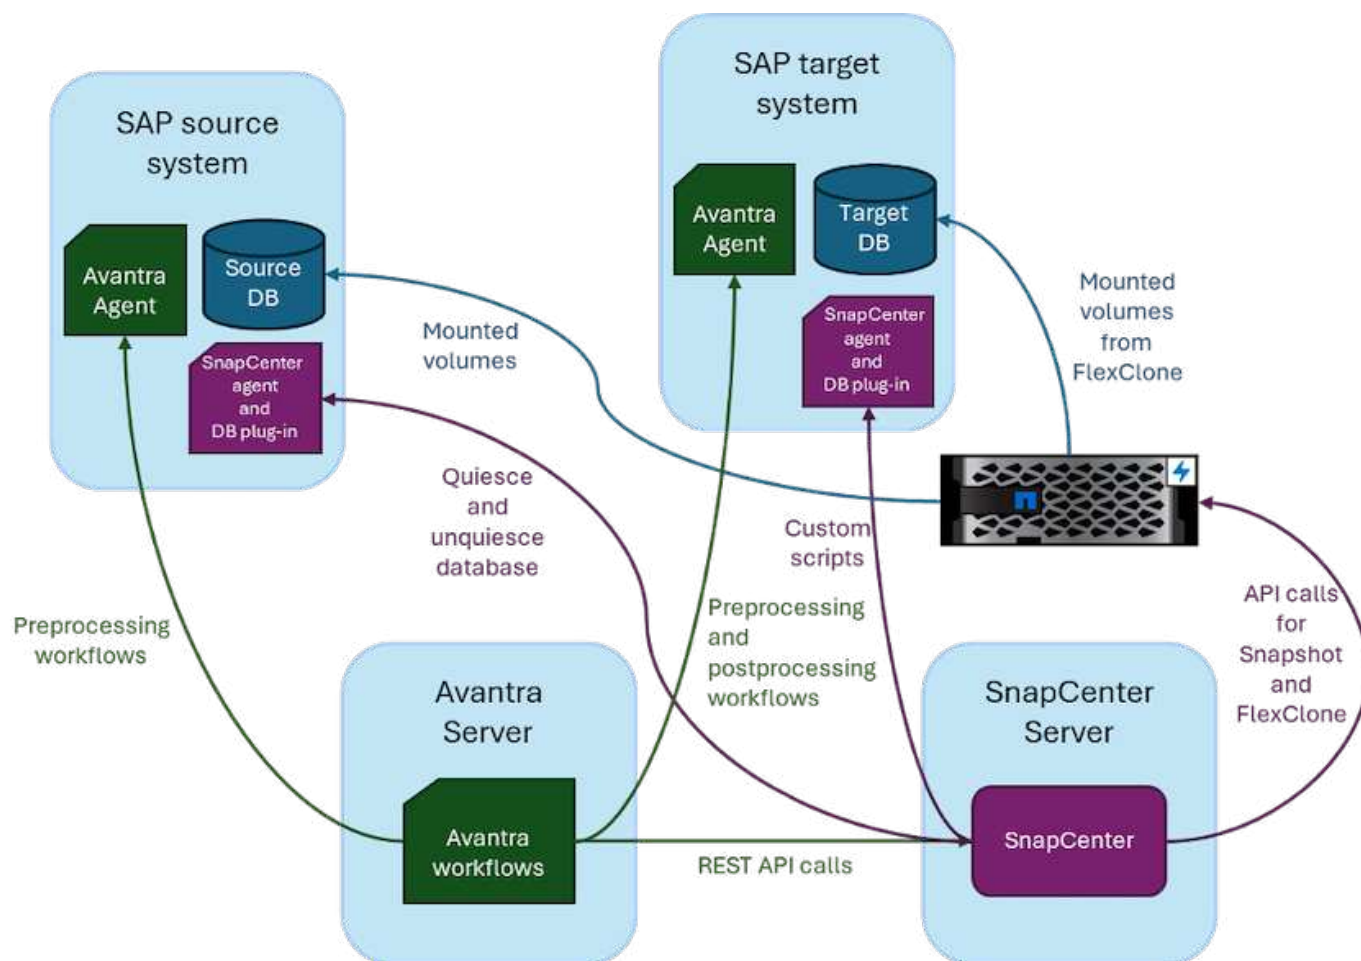 SAP source
system
Avantra
Agent
Source
DB
SnapCenter
agent
and
DB plug-in
SAP target
system
Avantra
Agent
Target
DB
SnapCenter
agent
and
DB plug-in
Mounted
volumes
Mounted
volumes
from
FlexClone
Quiesce
and
unquiesce
database
Custom
scripts
Preprocessing
workflows
Preprocessing
and
postprocessing
workflows
API calls
for
Snapshot
and
FlexClone
Avantra
Server
Avantra
workflows
REST API calls
SnapCenter
Server
SnapCenter